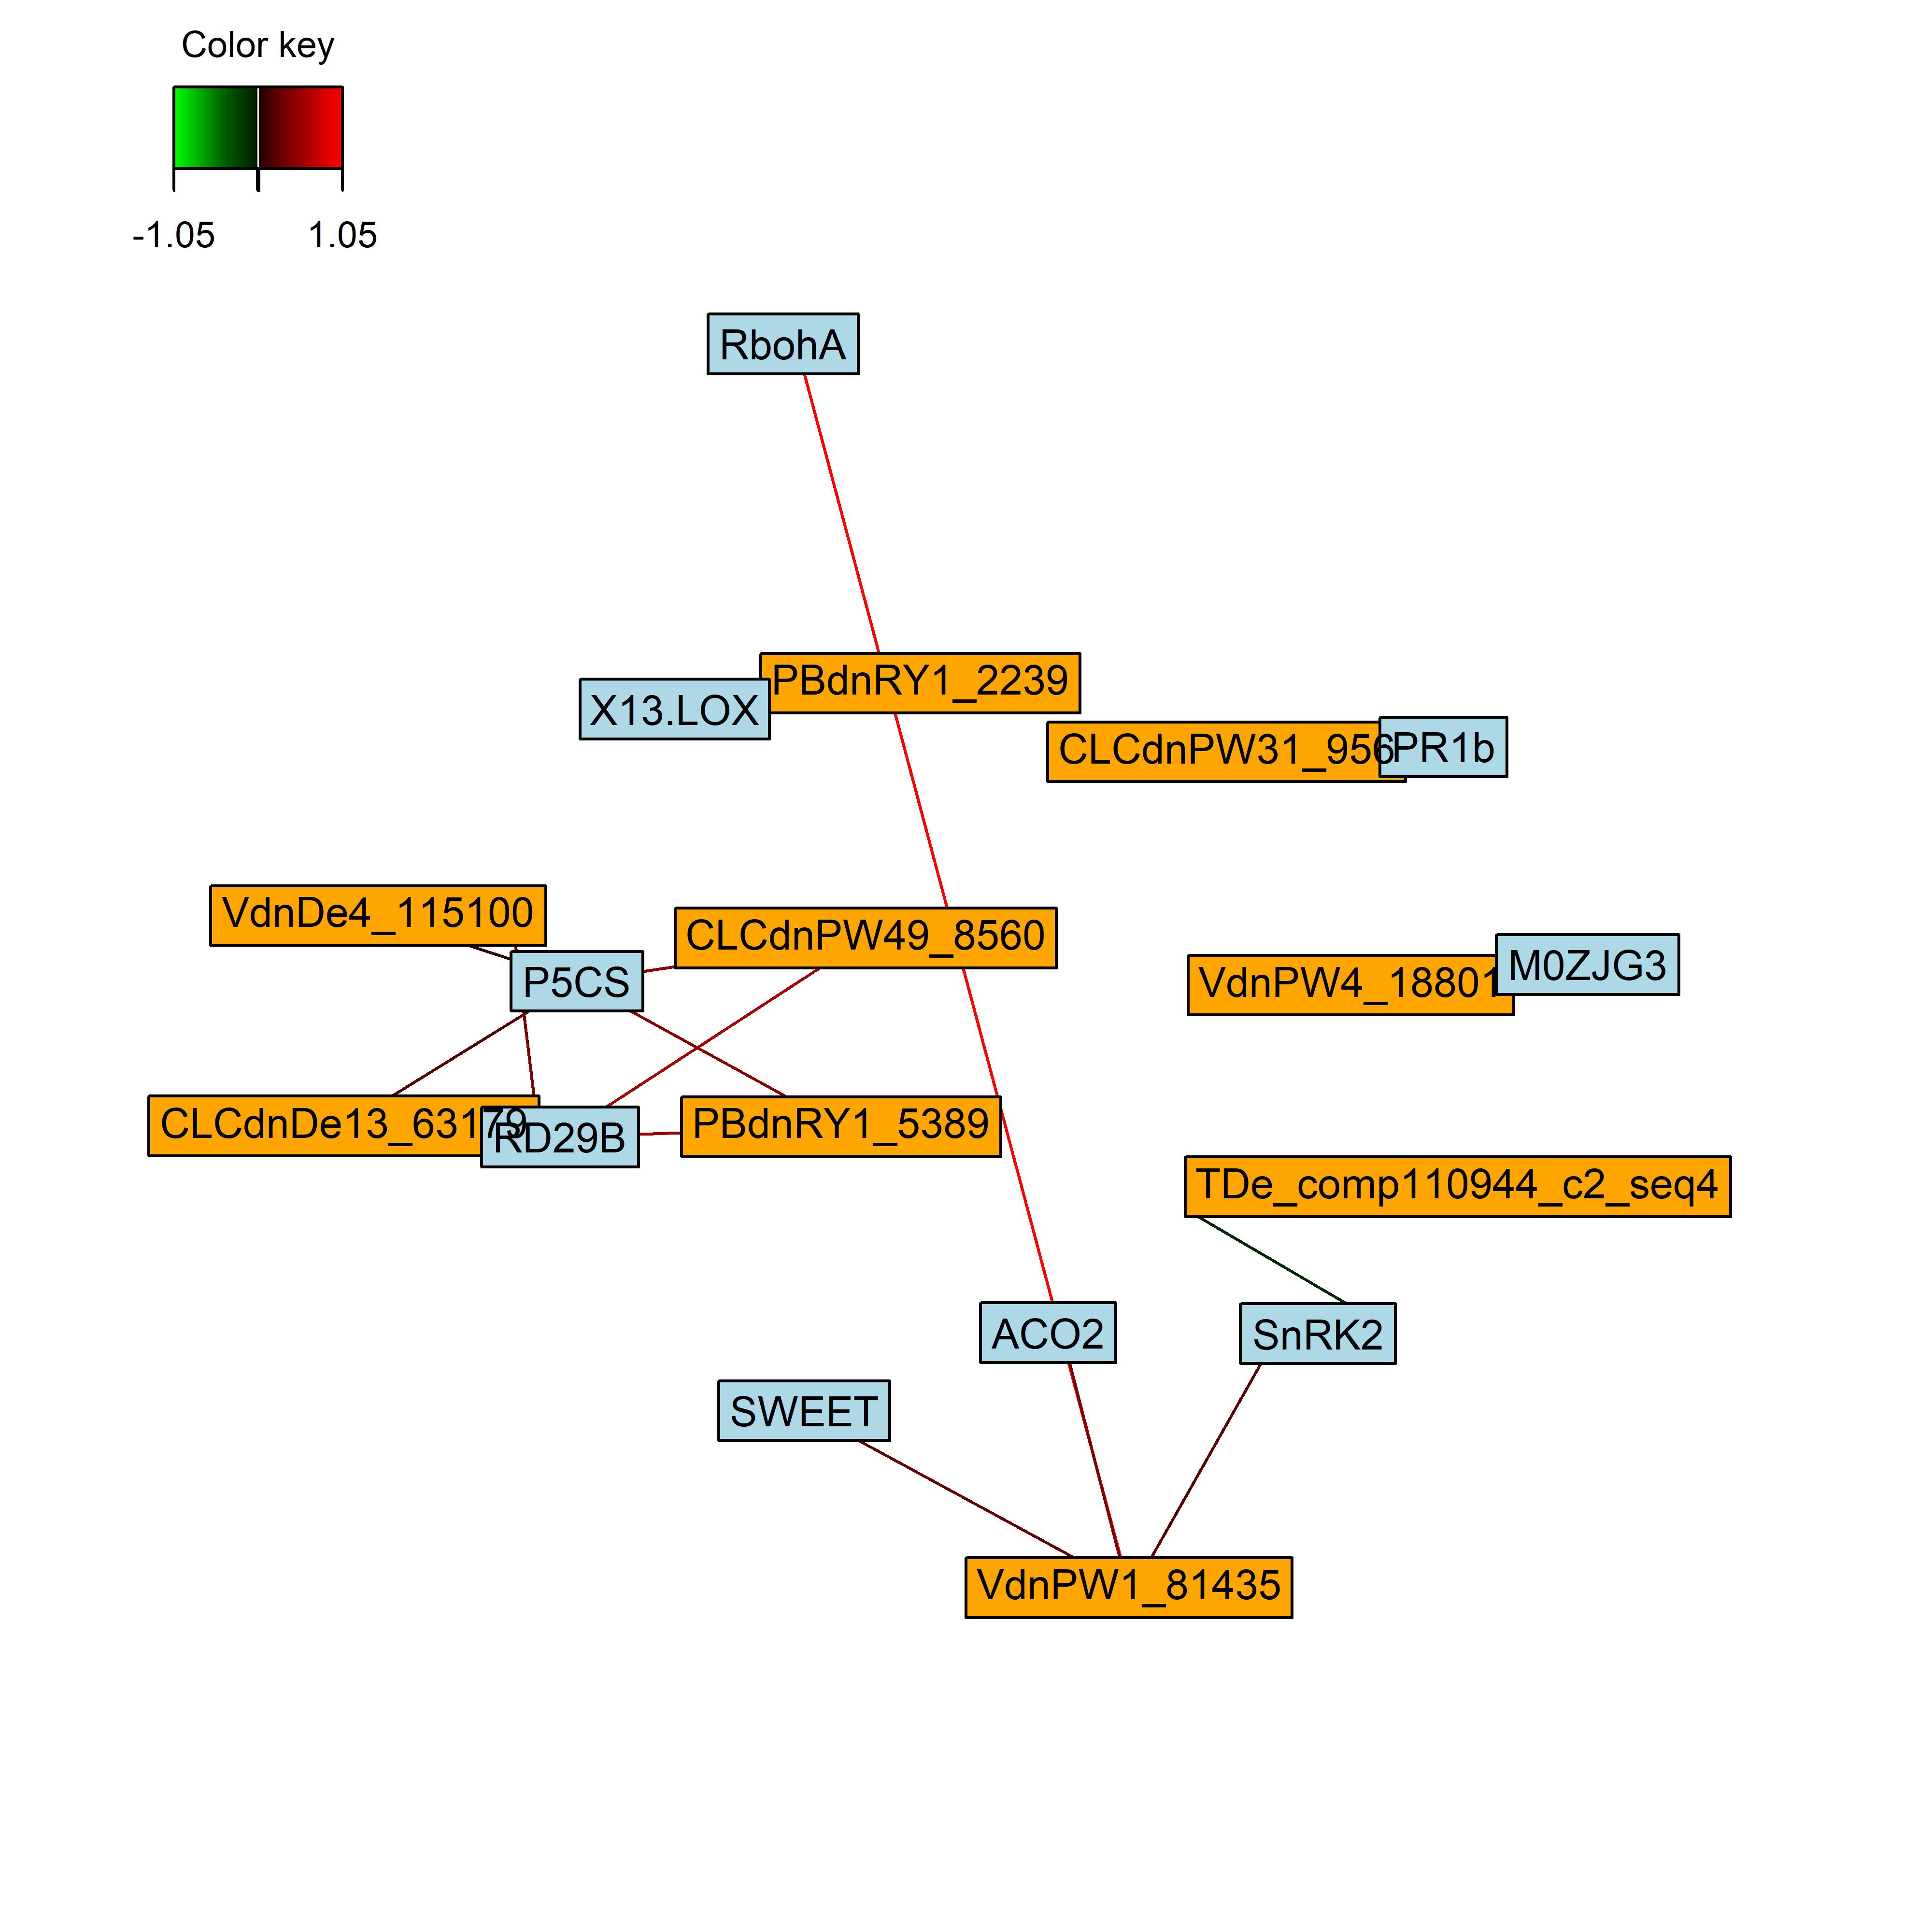 Color key
-1.05 1.05
RbohA
PBdnRY1_2239
X13.LOX
CLCdnPW31_956
PR1b
VdnDe4_115100
CLCdnPW49_8560
P5CS
M0ZJG3
VdnPW4_18801
CLCdnDe13_63179
RD29B
PBdnRY1_5389
TDe_comp110944_c2_seq4
ACO2
SnRK2
SWEET
VdnPW1_81435